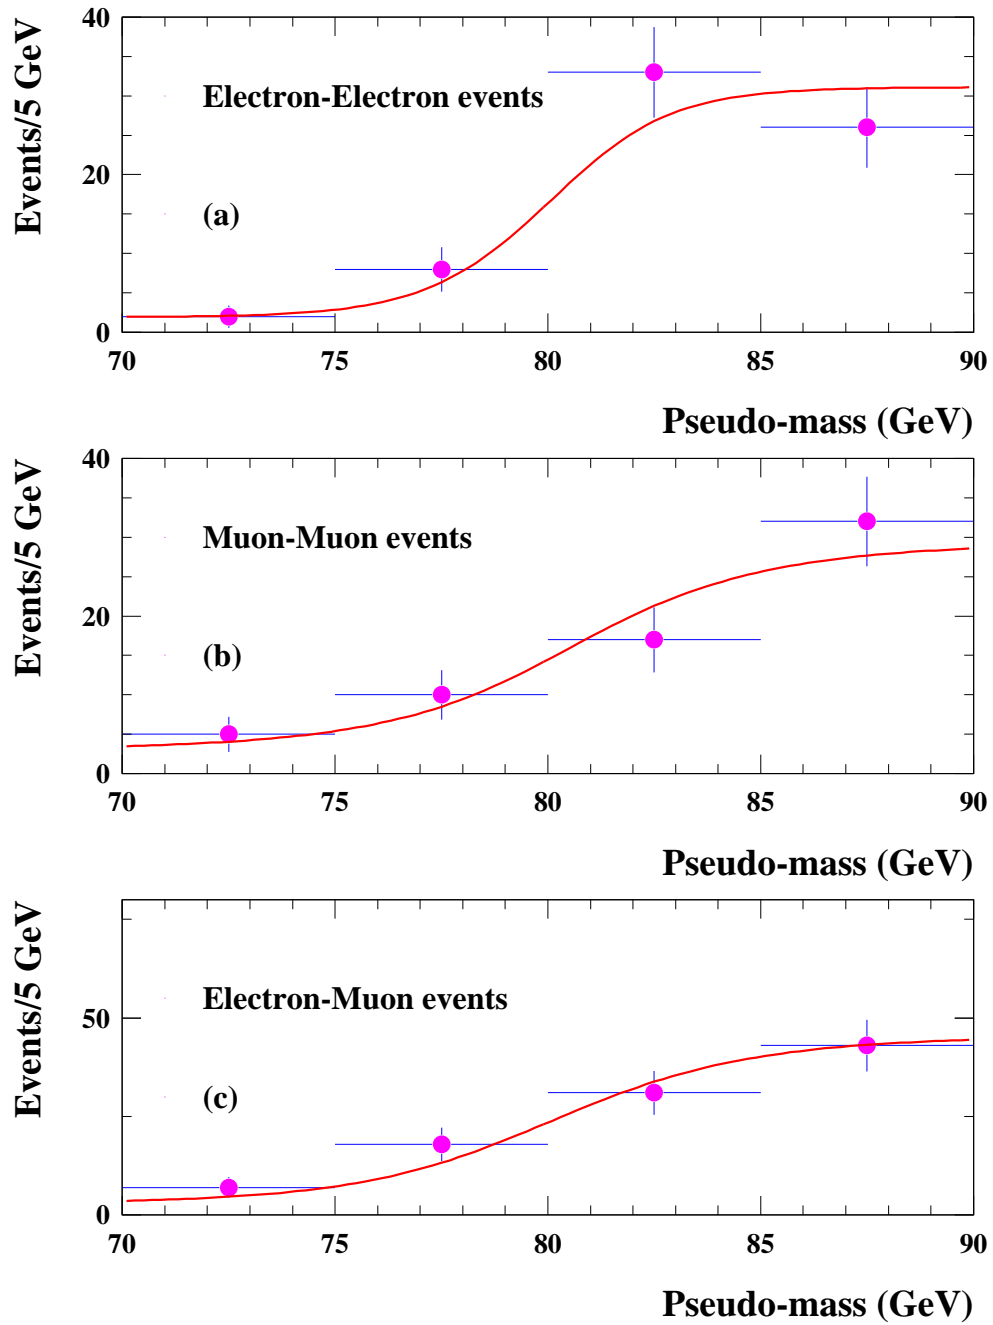 Events/5 GeV
40
20
0
Electron-Electron events
(a)
70 75 80 85 90
Pseudo-mass (GeV)
Events/5 GeV
40
20
0
Muon-Muon events
(b)
70 75 80 85 90
Pseudo-mass (GeV)
Events/5 GeV
50
0
Electron-Muon events
(c)
70 75 80 85 90
Pseudo-mass (GeV)